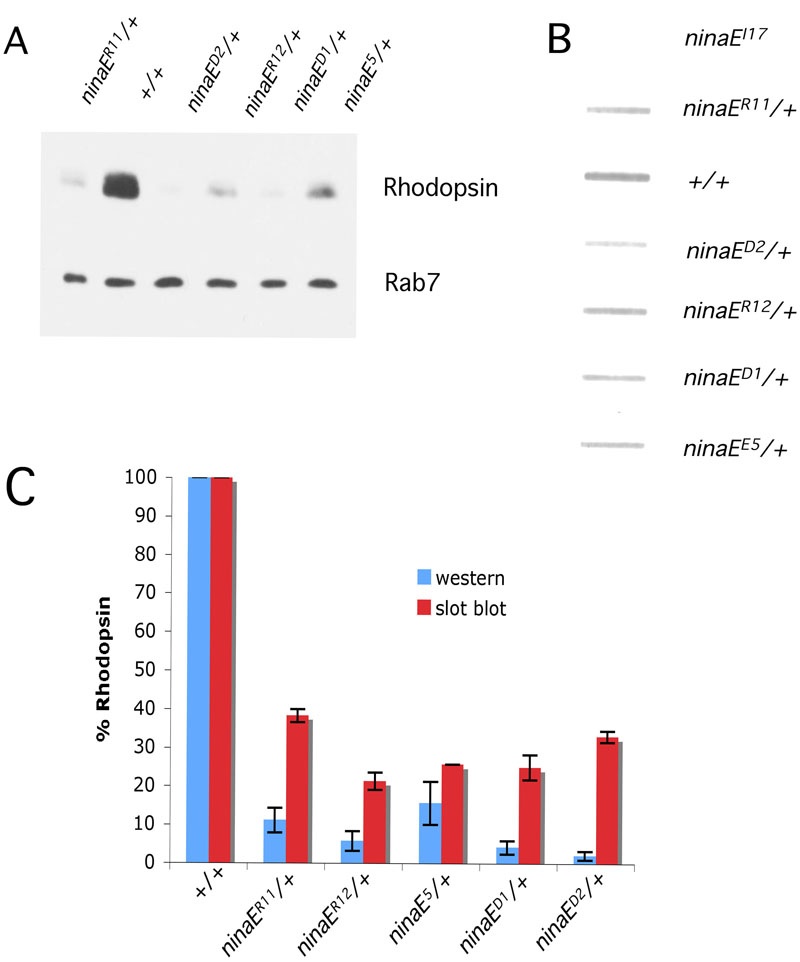 A
ninaE^R11/+
+/+
ninaE^D2/+
ninaE^R12/+
ninaE^D1/+
ninaE^5/+
Rhodopsin
Rab7
B
ninaE^I17
ninaE^R11/+
+/+
ninaE^D2/+
ninaE^R12/+
ninaE^D1/+
ninaE^E5/+
C
% Rhodopsin
100
90
80
70
60
50
40
30
20
10
0
western
slot blot
+/+
ninaE^R11/+
ninaE^R12/+
ninaE^5/+
ninaE^D1/+
ninaE^D2/+